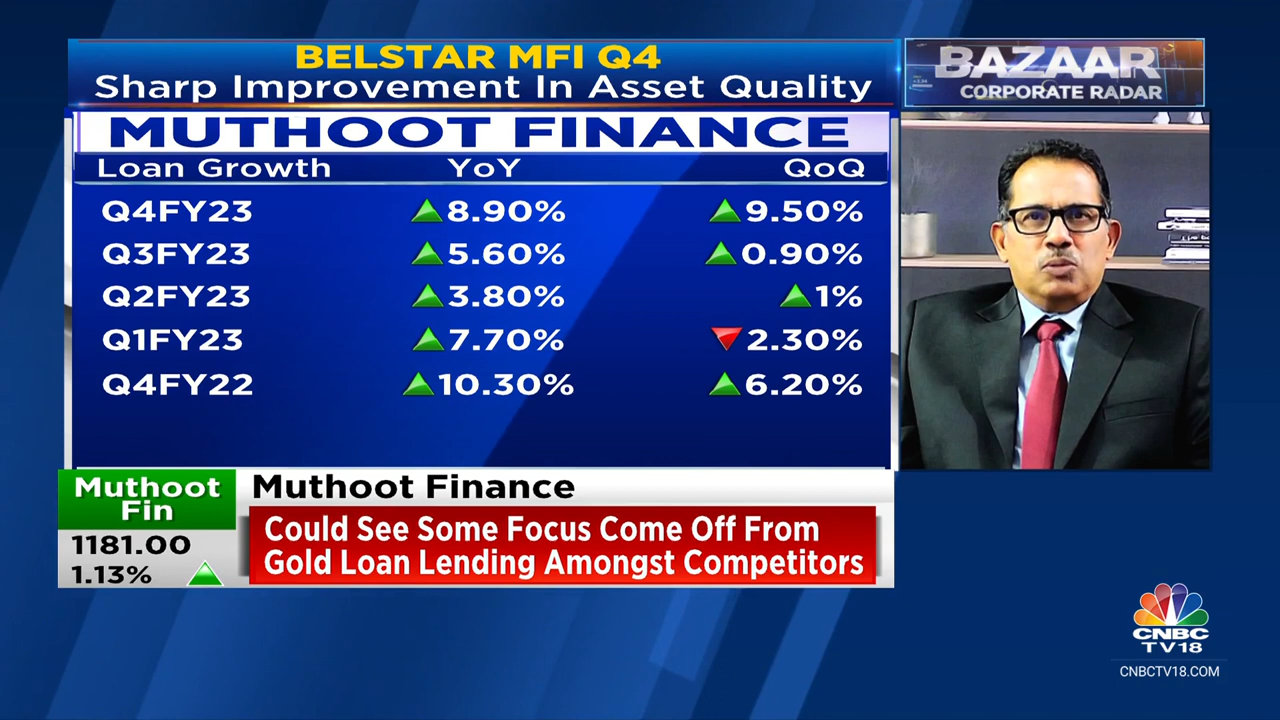 BELSTAR MFI Q4
Sharp Improvement In Asset Quality
BAZAAR
CORPORATE RADAR
MUTHOOT FINANCE
Loan Growth YoY QoQ
Q4FY23 8.90% 9.50%
Q3FY23 5.60% 0.90%
Q2FY23 3.80% 1%
Q1FY23 7.70% 2.30%
Q4FY22 10.30% 6.20%
Muthoot Fin
1181.00
1.13%
Muthoot Finance
Could See Some Focus Come Off From
Gold Loan Lending Amongst Competitors
CNBC
TV18
CNBCTV18.COM